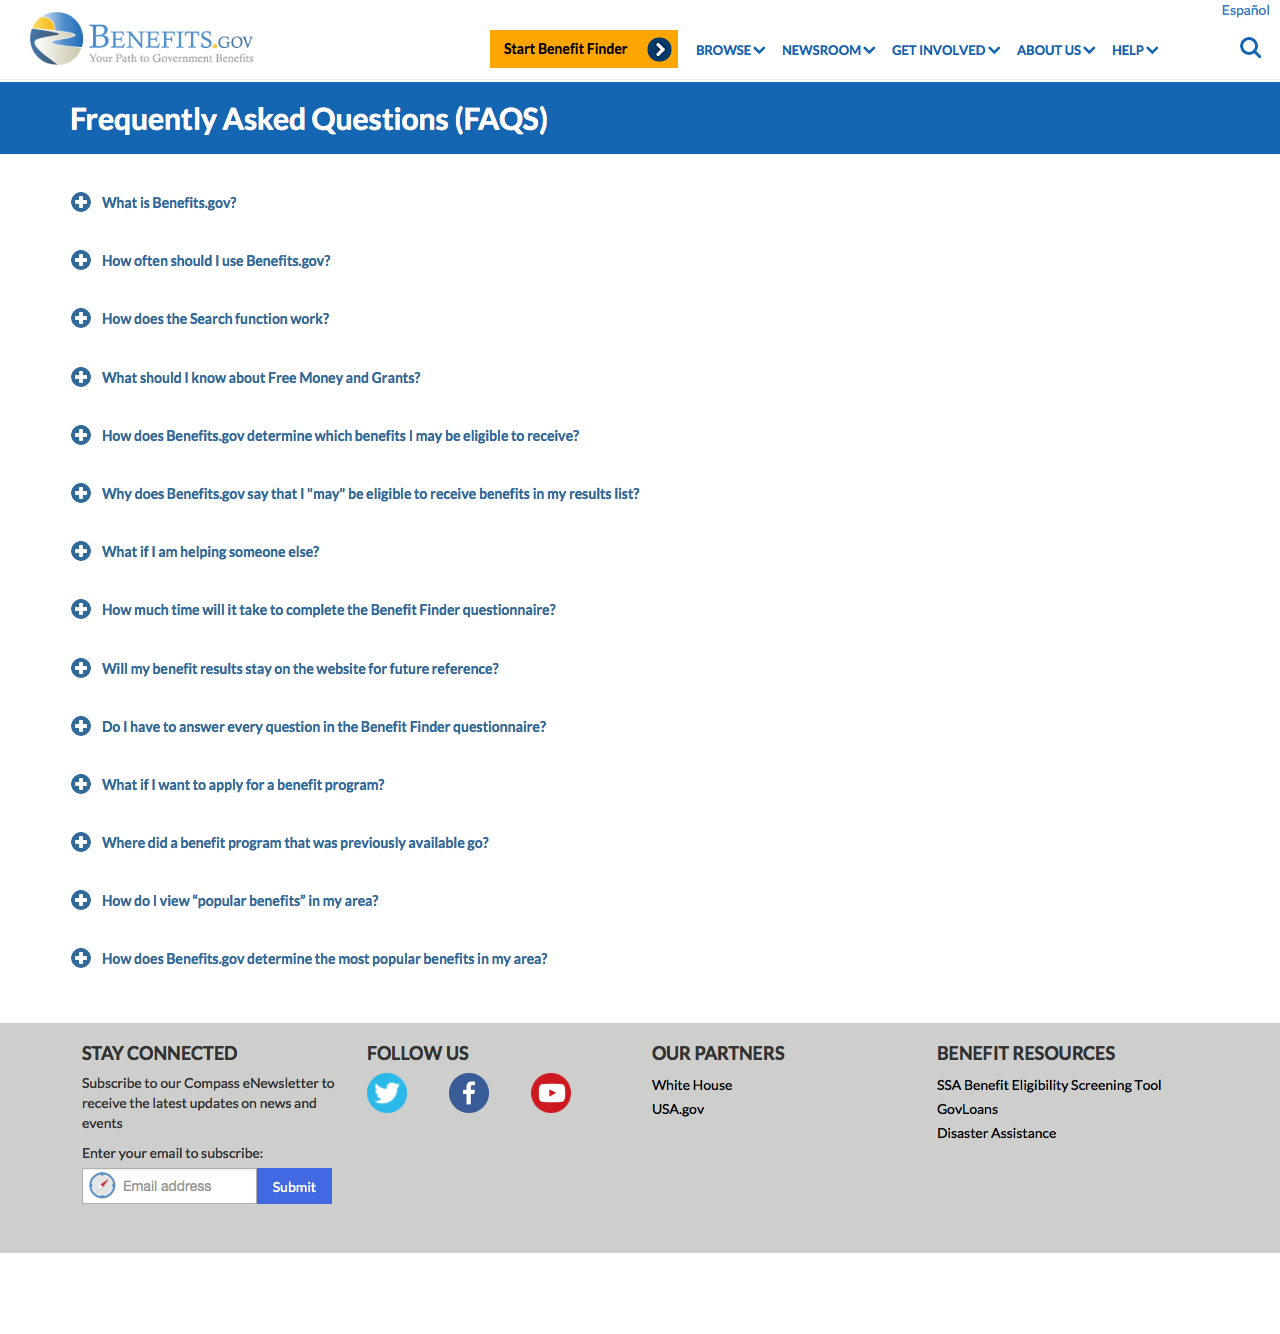 Español
BENEFITS.GOV
Your Path to Government Benefits
Start Benefit Finder
BROWSE
NEWSROOM
GET INVOLVED
ABOUT US
HELP
Frequently Asked Questions (FAQS)
What is Benefits.gov?
How often should I use Benefits.gov?
How does the Search function work?
What should I know about Free Money and Grants?
How does Benefits.gov determine which benefits I may be eligible to receive?
Why does Benefits.gov say that I "may" be eligible to receive benefits in my results list?
What if I am helping someone else?
How much time will it take to complete the Benefit Finder questionnaire?
Will my benefit results stay on the website for future reference?
Do I have to answer every question in the Benefit Finder questionnaire?
What if I want to apply for a benefit program?
Where did a benefit program that was previously available go?
How do I view “popular benefits” in my area?
How does Benefits.gov determine the most popular benefits in my area?
STAY CONNECTED
Subscribe to our Compass eNewsletter to
receive the latest updates on news and
events
Enter your email to subscribe:
Email address
Submit
FOLLOW US
OUR PARTNERS
White House
USA.gov
BENEFIT RESOURCES
SSA Benefit Eligibility Screening Tool
GovLoans
Disaster Assistance